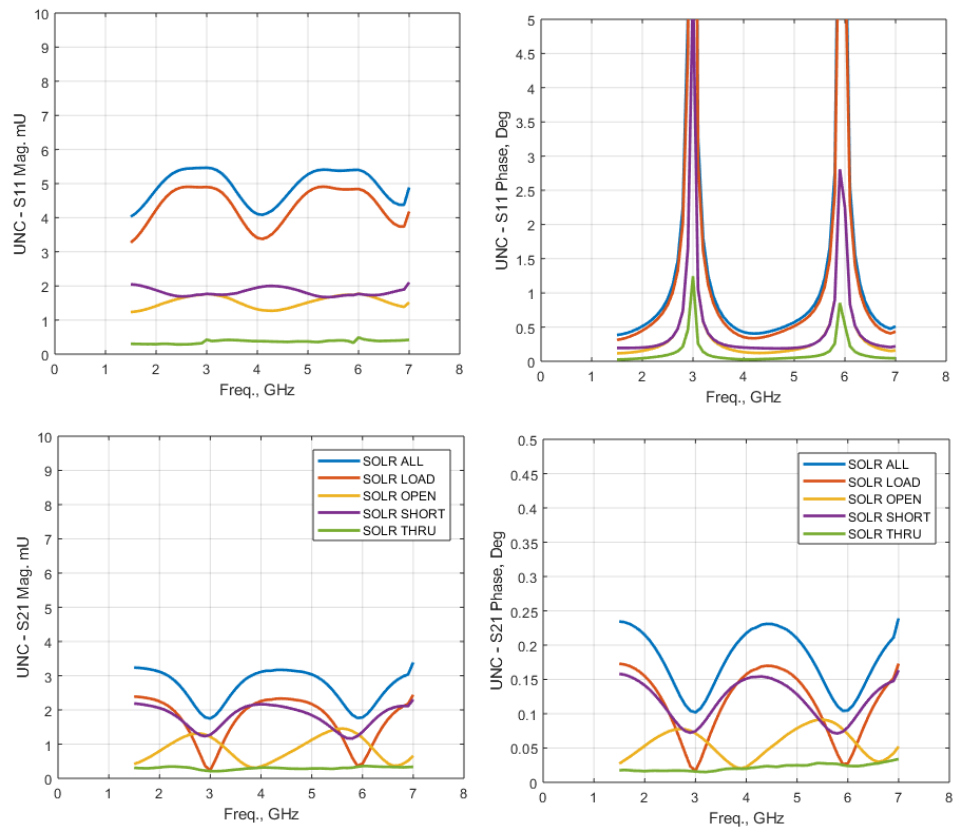 10
9
8
7
6
5
4
3
2
1
0
UNC - S11 Mag. mU
0 1 2 3 4 5 6 7 8
Freq., GHz
5
4.5
4
3.5
3
2.5
2
1.5
1
0.5
0
UNC - S11 Phase, Deg
0 1 2 3 4 5 6 7 8
Freq., GHz
10
9
8
7
6
5
4
3
2
1
0
UNC - S21 Mag. mU
SOLR ALL
SOLR LOAD
SOLR OPEN
SOLR SHORT
SOLR THRU
0 1 2 3 4 5 6 7 8
Freq., GHz
0.5
0.45
0.4
0.35
0.3
0.25
0.2
0.15
0.1
0.05
0
UNC - S21 Phase, Deg
SOLR ALL
SOLR LOAD
SOLR OPEN
SOLR SHORT
SOLR THRU
0 1 2 3 4 5 6 7 8
Freq., GHz